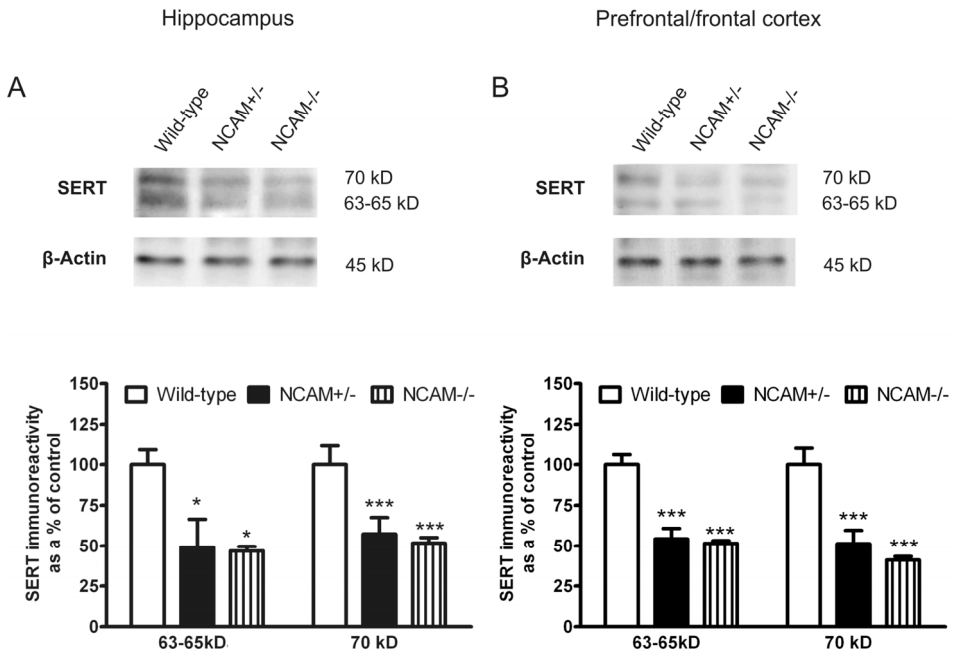 Hippocampus
Prefrontal/frontal cortex
A
Wild-type
NCAM+/-
NCAM-/-
SERT
70 kD
63-65 kD
β-Actin
45 kD
150
125
100
75
50
25
0
SERT immunoreactivity
as a % of control
Wild-type
NCAM+/-
NCAM-/-
*
*
***
***
63-65kD
70 kD
B
Wild-type
NCAM+/-
NCAM-/-
SERT
70 kD
63-65 kD
β-Actin
45 kD
150
125
100
75
50
25
0
SERT immunoreactivity
as a % of control
Wild-type
NCAM+/-
NCAM-/-
***
***
***
***
63-65kD
70 kD